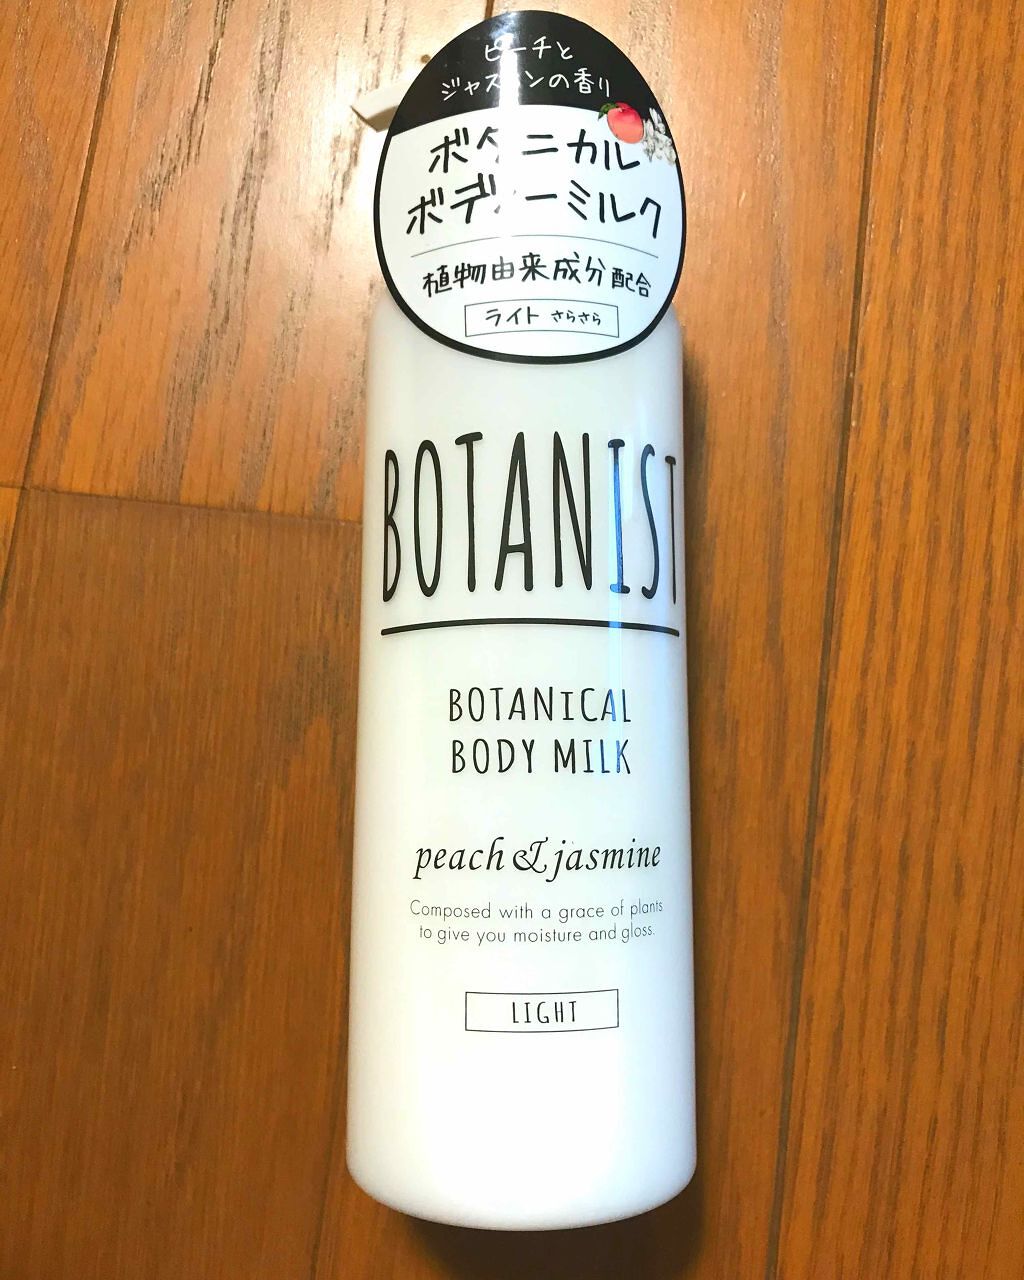 ピーチと
ジャスミンの香り
ボタニカル
ボディーミルク
植物由来成分配合
ライト さらさら
BOTANIST
BOTANICAL
BODY MILK
peach & jasmine
Composed with a grace of plants
to give you moisture and gloss.
LIGHT